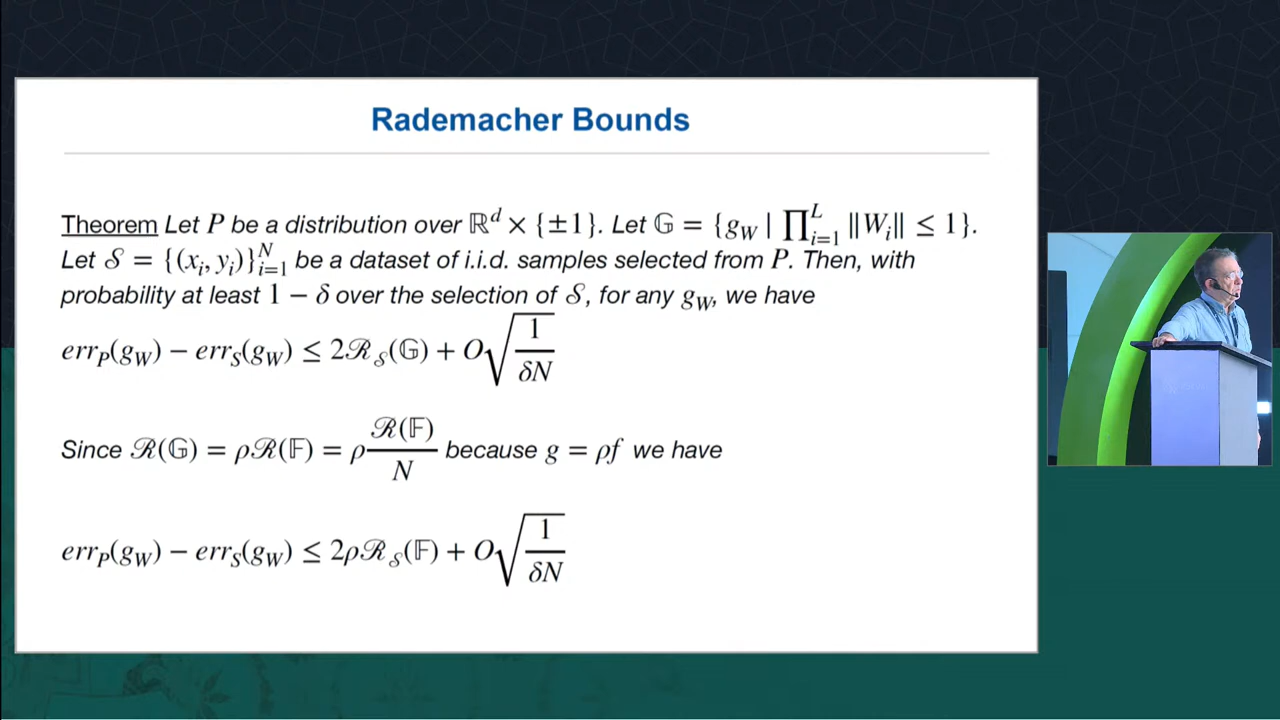 Rademacher Bounds
Theorem Let P be a distribution over ℝᵈ × {±1}. Let 𝔾 = {g_W | ∏_{i=1}^{L} ‖W_i‖ ≤ 1}.
Let 𝒮 = {(x_i, y_i)}_{i=1}^{N} be a dataset of i.i.d. samples selected from P. Then, with
probability at least 1 − δ over the selection of 𝒮, for any g_W, we have
err_P(g_W) − err_S(g_W) ≤ 2ℛ_𝒮(𝔾) + O√(1/(δN))
Since ℛ(𝔾) = ρℛ(𝔽) = ρ ℛ(𝔽)/N because g = ρf we have
err_P(g_W) − err_S(g_W) ≤ 2ρℛ_𝒮(𝔽) + O√(1/(δN))